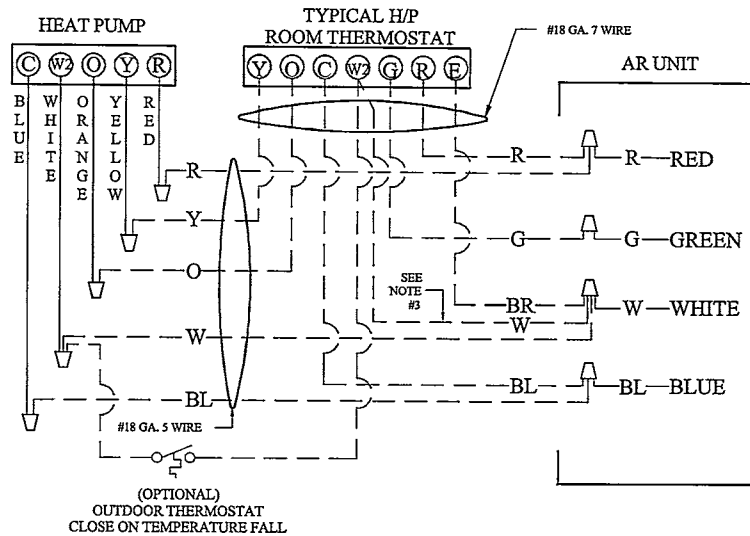 HEAT PUMP
C W2 O Y R
BLUE
WHITE
ORANGE
YELLOW
RED
TYPICAL H/P
ROOM THERMOSTAT
Y O C W2 G R E
#18 GA. 7 WIRE
AR UNIT
R
R
R
RED
Y
G
G
GREEN
O
SEE
NOTE
#3
BR
W
W
WHITE
W
BL
BL
BL
BLUE
#18 GA. 5 WIRE
(OPTIONAL)
OUTDOOR THERMOSTAT
CLOSE ON TEMPERATURE FALL